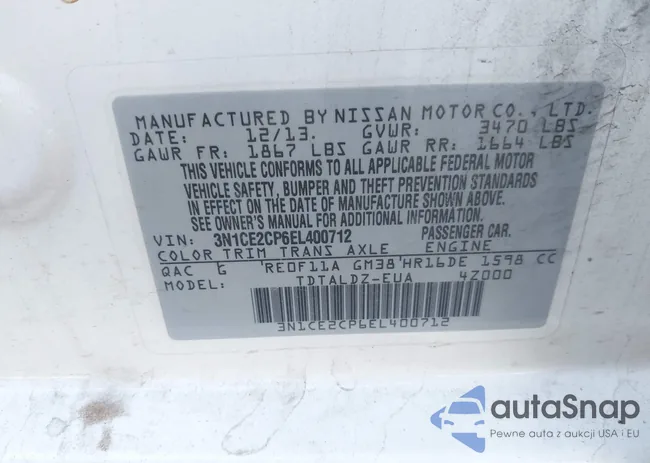 MANUFACTURED BY NISSAN MOTOR CO., LTD.
DATE: 12/13. GVWR: 3470 LBS
GAWR FR: 1867 LBS GAWR RR: 1664 LBS
THIS VEHICLE CONFORMS TO ALL APPLICABLE FEDERAL MOTOR
VEHICLE SAFETY, BUMPER AND THEFT PREVENTION STANDARDS
IN EFFECT ON THE DATE OF MANUFACTURE SHOWN ABOVE.
SEE OWNER'S MANUAL FOR ADDITIONAL INFORMATION.
VIN: 3N1CE2CP6EL400712 PASSENGER CAR.
COLOR TRIM TRANS AXLE ENGINE
QAC G RE0F11A GM38 HR16DE 1598 CC
MODEL: TDTALDZ-EUA 4Z000
3N1CE2CP6EL400712
autaSnap
Pewne auta z aukcji USA i EU